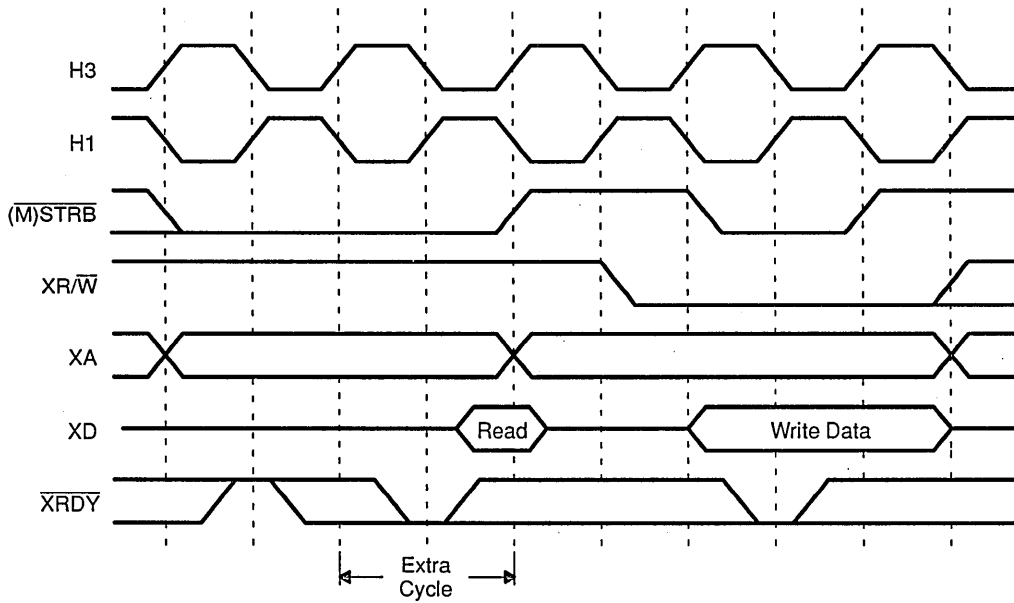 H3
H1
(M)STRB
XR/W
XA
XD
Read
Write Data
XRDY
Extra
Cycle